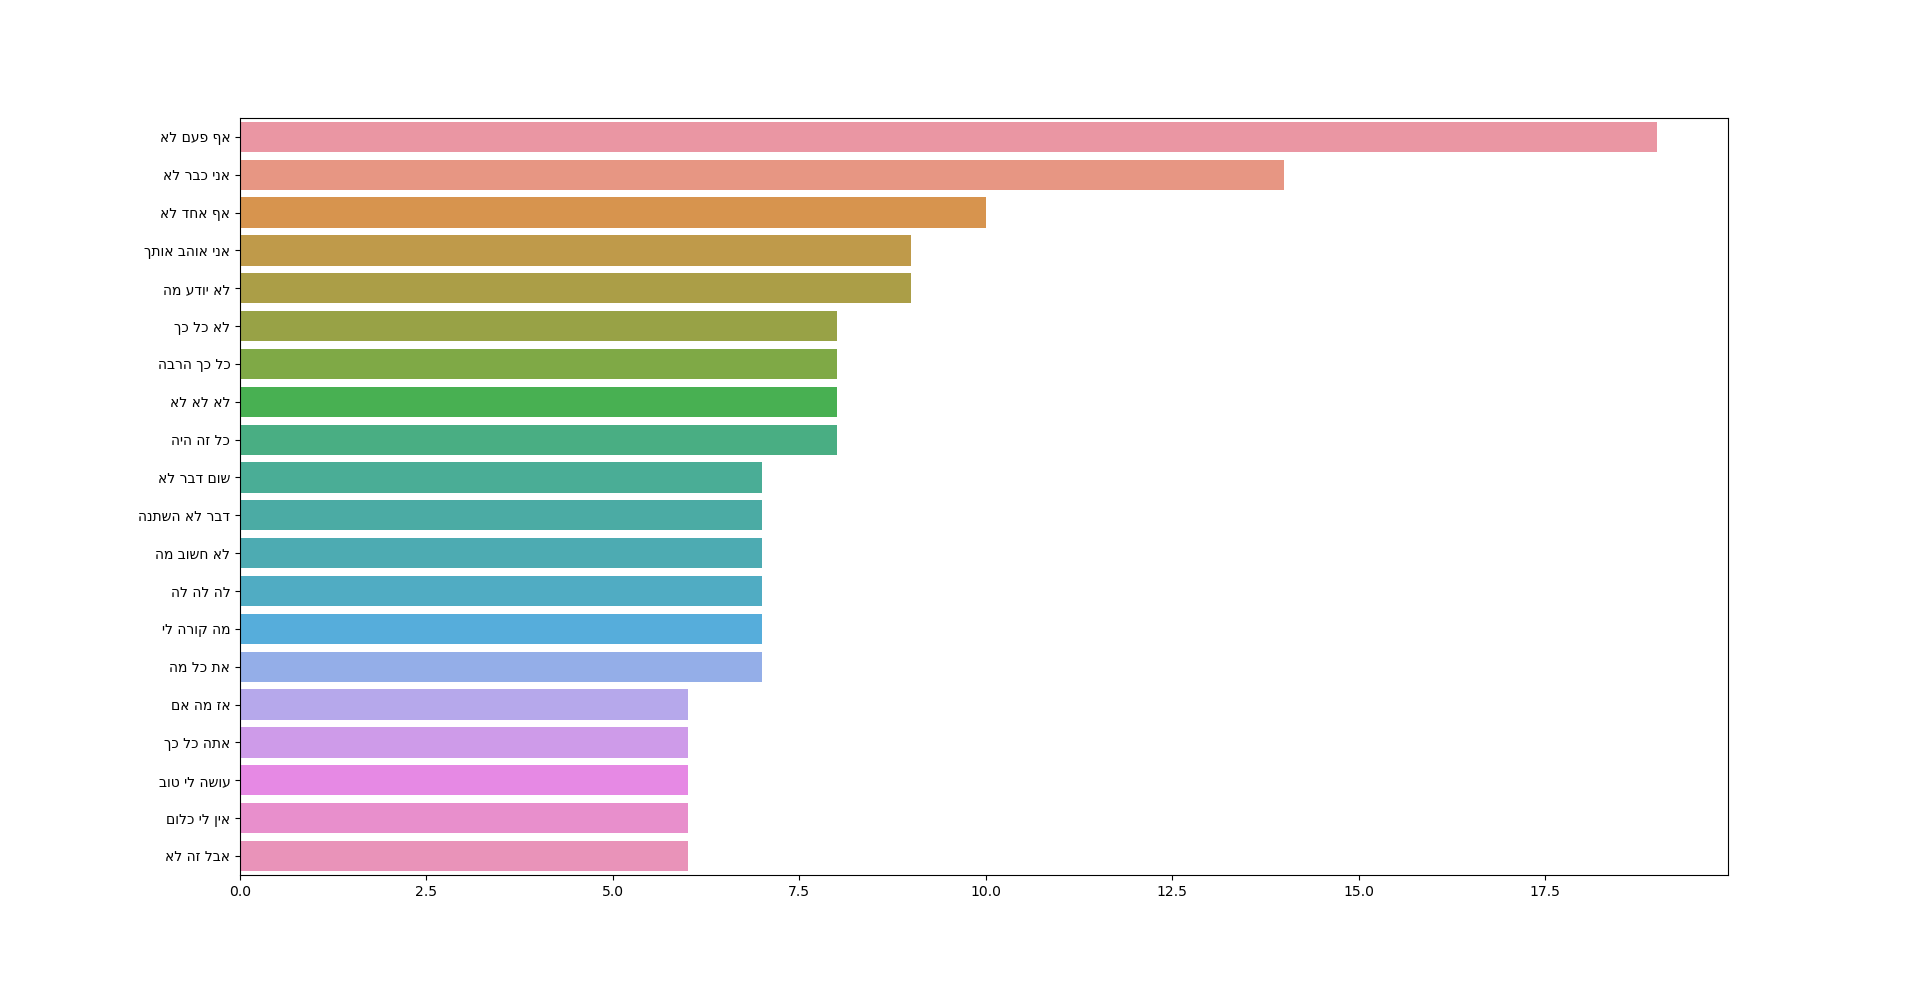 אף פעם לא
אני כבר לא
אף אחד לא
אני אוהב אותך
לא יודע מה
לא כל כך
כל כך הרבה
לא לא לא
כל זה היה
שום דבר לא
דבר לא השתנה
לא חשוב מה
לה לה לה
מה קורה לי
את כל מה
אז מה אם
אתה כל כך
עושה לי טוב
אין לי כלום
אבל זה לא
0.0 2.5 5.0 7.5 10.0 12.5 15.0 17.5